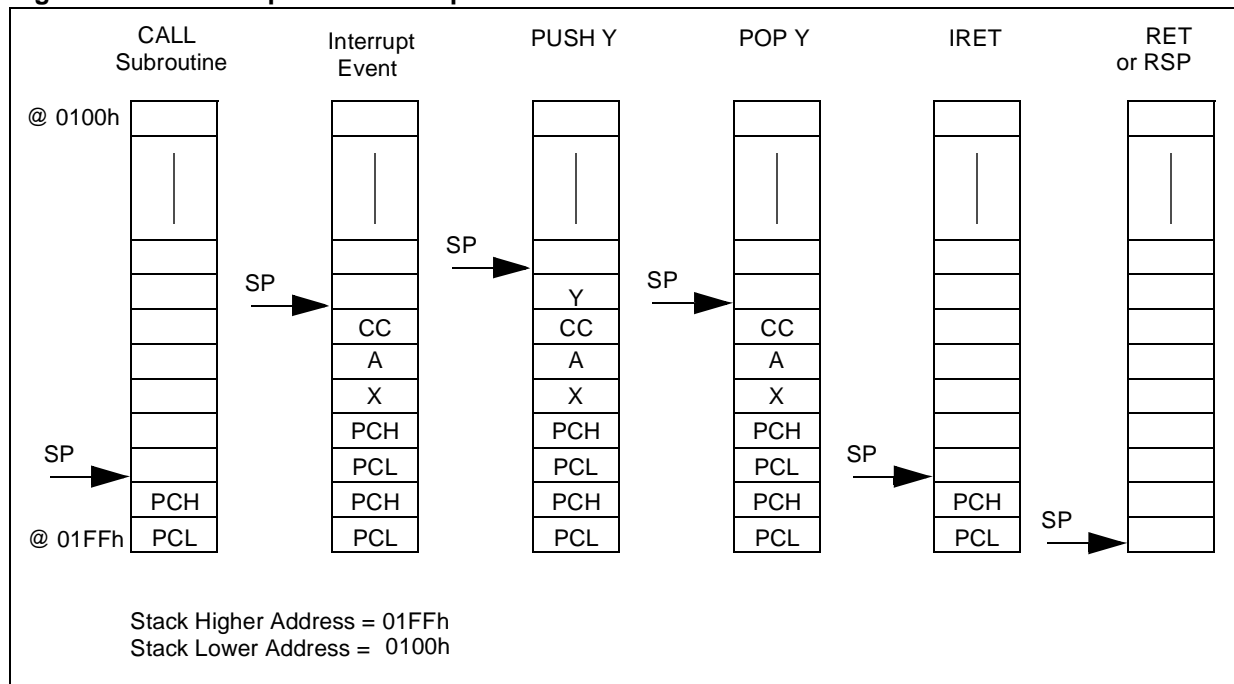 CALL
Subroutine
Interrupt
Event
PUSH Y
POP Y
IRET
RET
or RSP
@ 0100h
SP
SP
SP
Y
CC
CC
CC
A
A
A
X
X
X
PCH
PCH
PCH
SP
PCL
PCL
PCL
SP
PCH
PCH
PCH
PCH
PCH
SP
@ 01FFh
PCL
PCL
PCL
PCL
PCL
Stack Higher Address = 01FFh
Stack Lower Address = 0100h